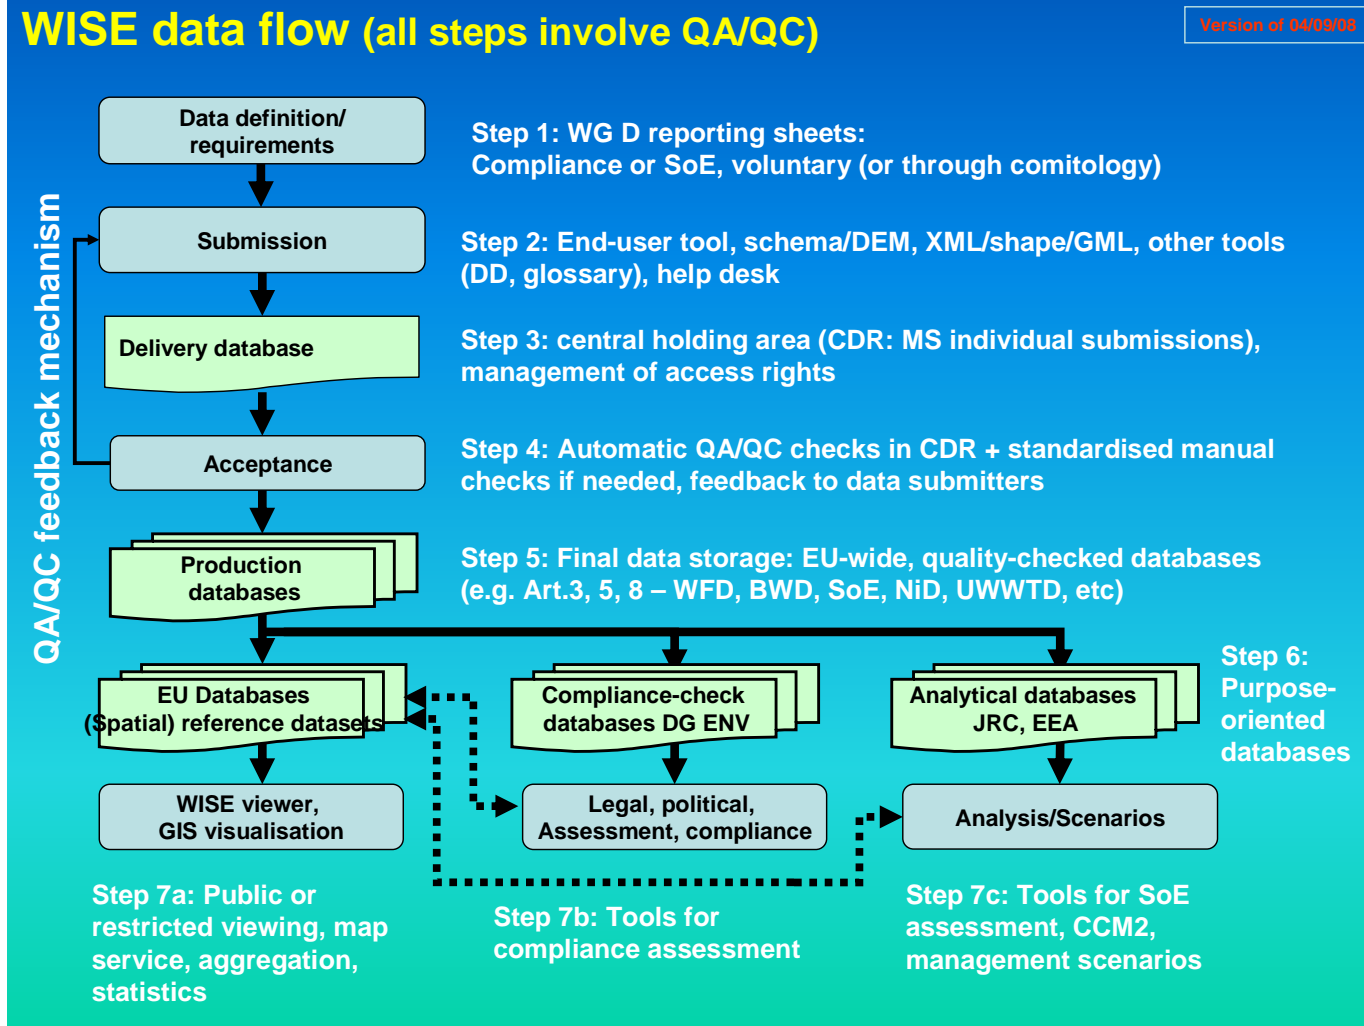 WISE data flow (all steps involve QA/QC)
Version of 04/09/08
QA/QC feedback mechanism
Data definition/
requirements
Step 1: WG D reporting sheets:
Compliance or SoE, voluntary (or through comitology)
Submission
Step 2: End-user tool, schema/DEM, XML/shape/GML, other tools
(DD, glossary), help desk
Delivery database
Step 3: central holding area (CDR: MS individual submissions),
management of access rights
Acceptance
Step 4: Automatic QA/QC checks in CDR + standardised manual
checks if needed, feedback to data submitters
Production
databases
Step 5: Final data storage: EU-wide, quality-checked databases
(e.g. Art.3, 5, 8 – WFD, BWD, SoE, NiD, UWWTD, etc)
EU Databases
(Spatial) reference datasets
Compliance-check
databases DG ENV
Analytical databases
JRC, EEA
Step 6:
Purpose-
oriented
databases
WISE viewer,
GIS visualisation
Legal, political,
Assessment, compliance
Analysis/Scenarios
Step 7a: Public or
restricted viewing, map
service, aggregation,
statistics
Step 7b: Tools for
compliance assessment
Step 7c: Tools for SoE
assessment, CCM2,
management scenarios